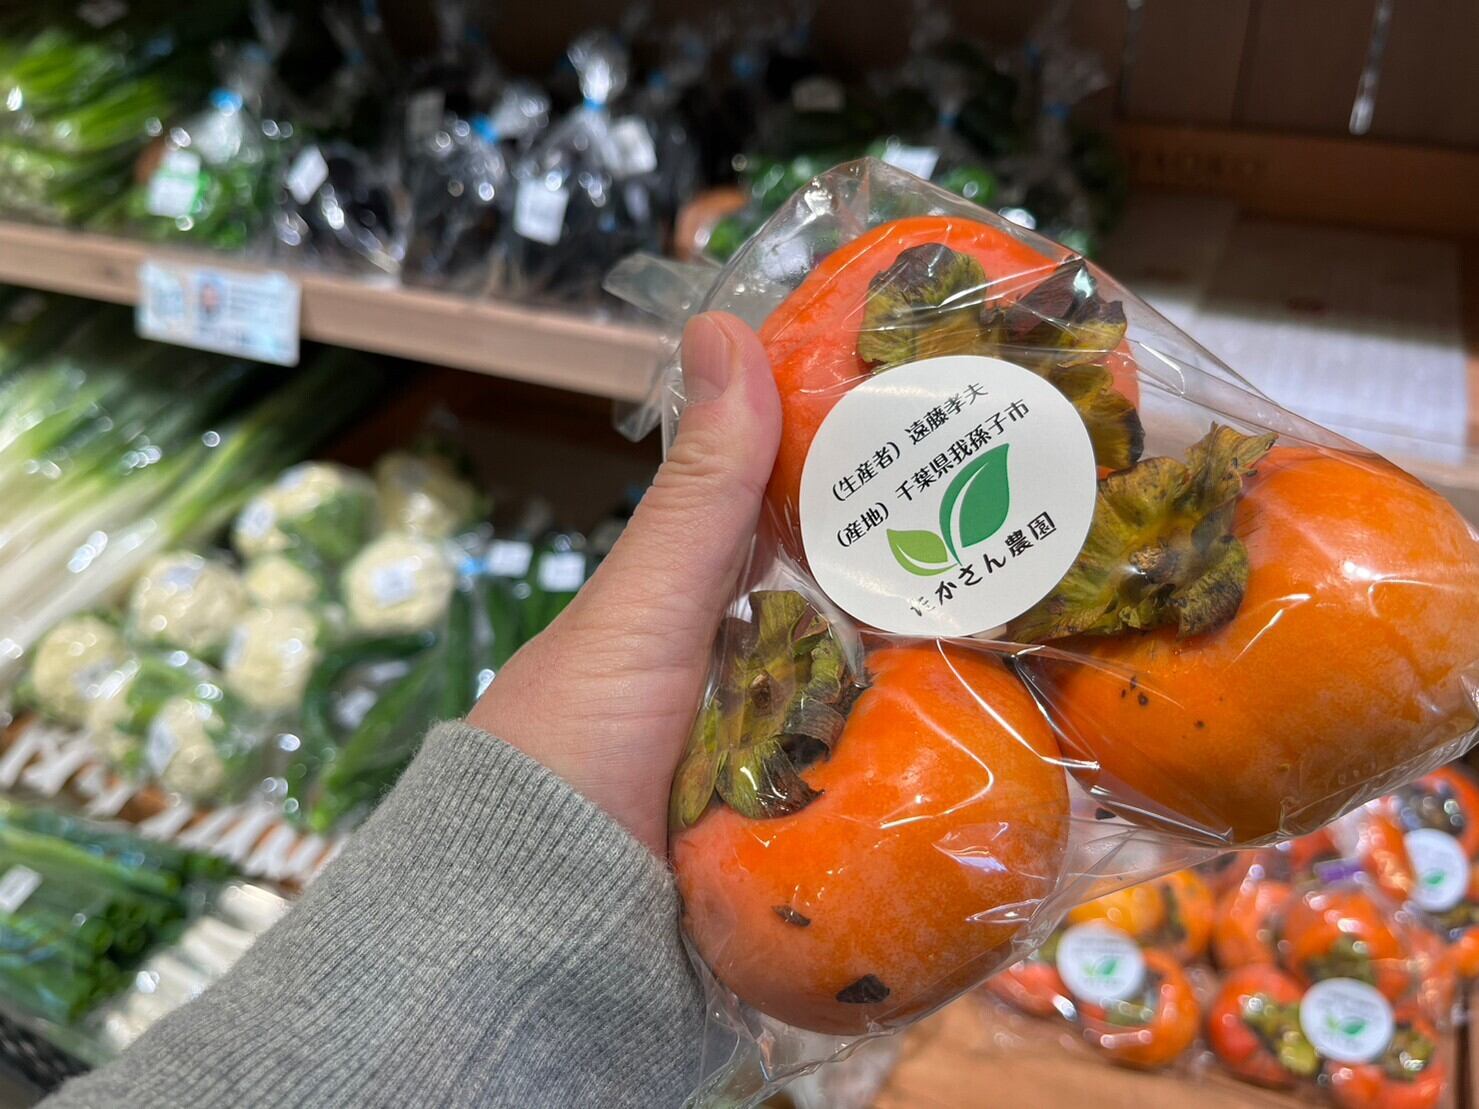 (生産者) 遠藤孝夫
(産地) 千葉県我孫子市
たかさん農園